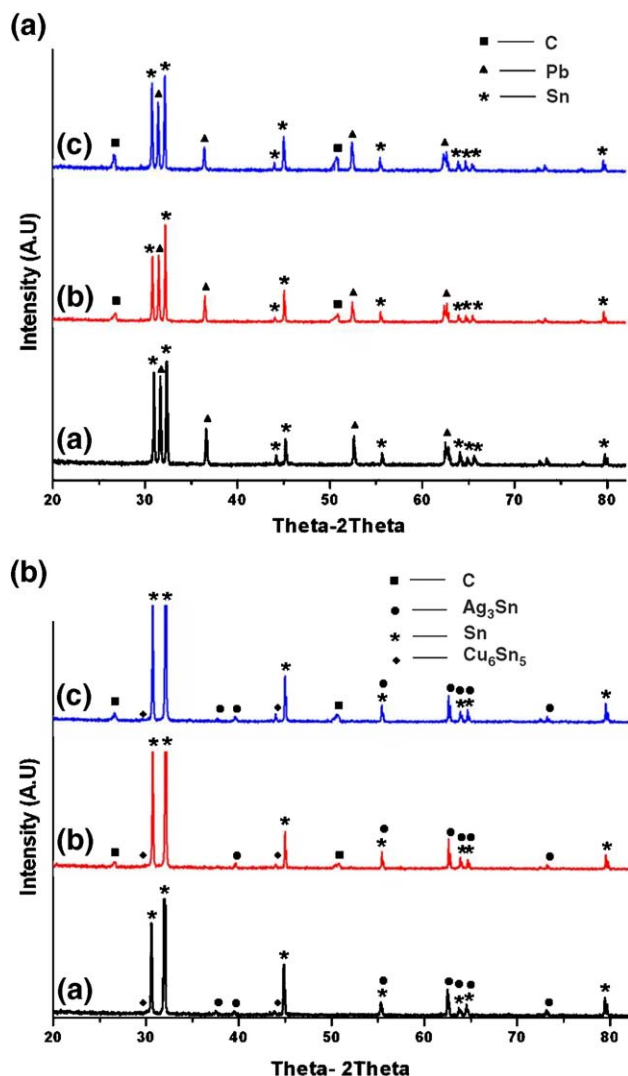 (a)
■ — C
▲ — Pb
* — Sn
(c)
(b)
(a)
Intensity (A.U)
20 30 40 50 60 70 80
Theta-2Theta
(b)
■ — C
● — Ag₃Sn
* — Sn
◆ — Cu₆Sn₅
(c)
(b)
(a)
Intensity (A.U)
20 30 40 50 60 70 80
Theta- 2Theta